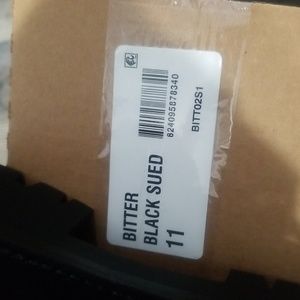 824095878340
BITT02S1
BITTER
BLACK SUED
11